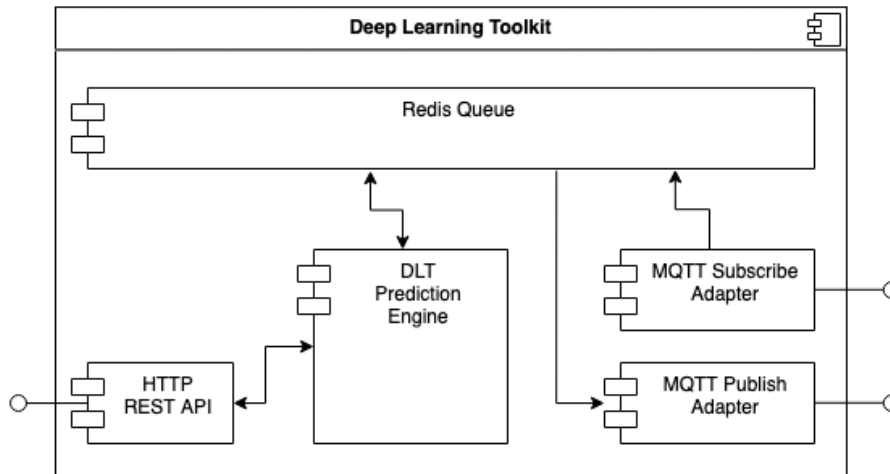 Deep Learning Toolkit
Redis Queue
DLT
Prediction
Engine
MQTT Subscribe
Adapter
HTTP
REST API
MQTT Publish
Adapter